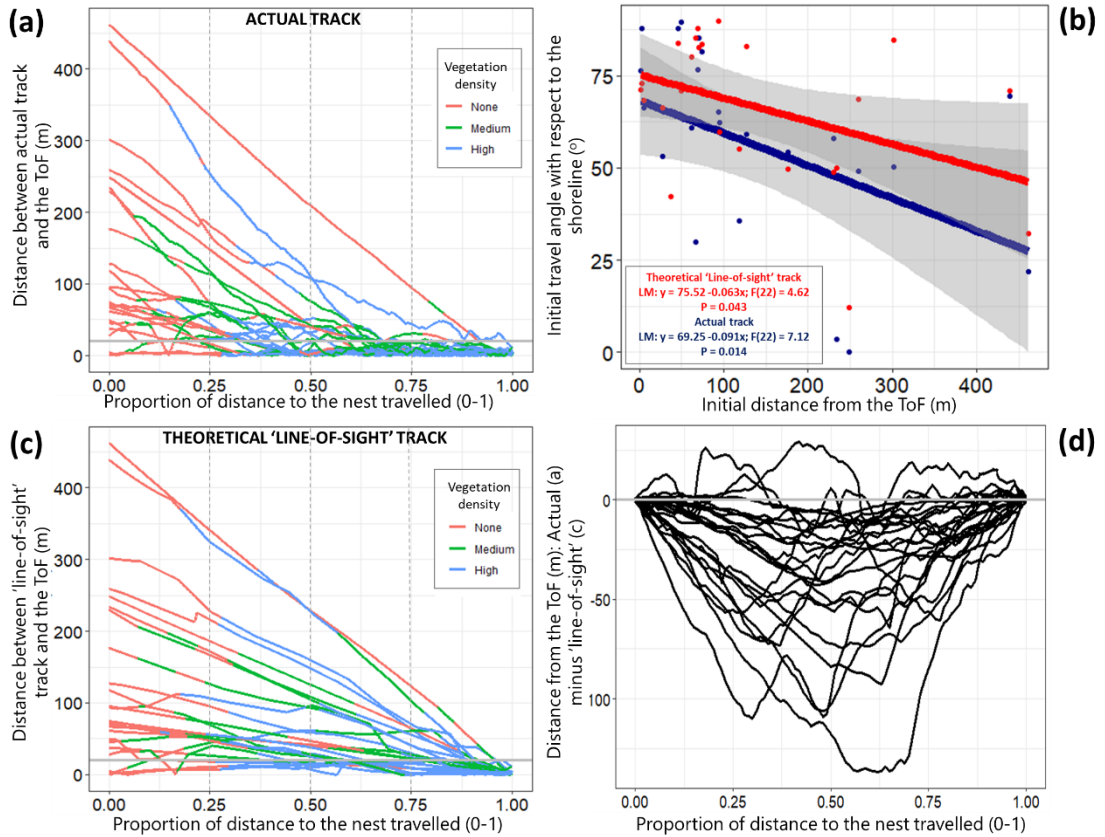 (a)
ACTUAL TRACK
Distance between actual track
and the ToF (m)
400
300
200
100
0
Vegetation
density
None
Medium
High
0.00
0.25
0.50
0.75
1.00
Proportion of distance to the nest travelled (0-1)
(b)
Initial travel angle with respect to the
shoreline (º)
75
50
25
0
Theoretical 'Line-of-sight' track
LM: y = 75.52 -0.063x; F(22) = 4.62
P = 0.043
Actual track
LM: y = 69.25 -0.091x; F(22) = 7.12
P = 0.014
0
100
200
300
400
Initial distance from the ToF (m)
(c)
THEORETICAL 'LINE-OF-SIGHT' TRACK
Distance between 'line-of-sight'
track and the ToF (m)
400
300
200
100
0
Vegetation
density
None
Medium
High
0.00
0.25
0.50
0.75
1.00
Proportion of distance to the nest travelled (0-1)
(d)
Distance from the ToF (m): Actual (a)
minus 'line-of-sight' (c)
0
-50
100
0.00
0.25
0.50
0.75
1.00
Proportion of distance to the nest travelled (0-1)